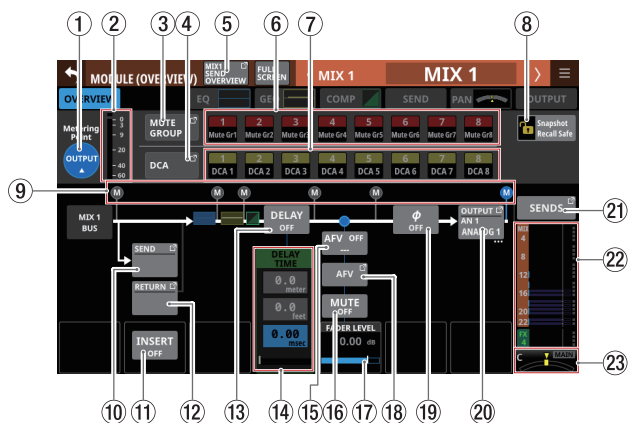 1 2 3 4 5 6 7 8
MODULE (OVERVIEW) MIX1 SEND OVERVIEW FULL SCREEN MIX 1 MIX 1
OVERVIEW EQ GEQ COMP SEND PAN OUTPUT
Metering Point
OUTPUT
0
3
9
20
40
60
MUTE GROUP
1 2 3 4 5 6 7 8
Mute Gr1 Mute Gr2 Mute Gr3 Mute Gr4 Mute Gr5 Mute Gr6 Mute Gr7 Mute Gr8
Snapshot Recall Safe
DCA
1 2 3 4 5 6 7 8
DCA 1 DCA 2 DCA 3 DCA 4 DCA 5 DCA 6 DCA 7 DCA 8
9
M M M M M M
MIX 1 BUS
DELAY OFF
ϕ OFF
OUTPUT AN 1 ANALOG 1
...
SENDS
21
SEND
RETURN
INSERT OFF
DELAY TIME
0.0 meter
0.0 feet
0.00 msec
AFV OFF
---
AFV
MUTE OFF
FADER LEVEL
0.00 dB
MIX
4
8
12
16
20
22
FX
4
22
C MAIN
23
10 11 12 13 14 15 16 17 18 19 20